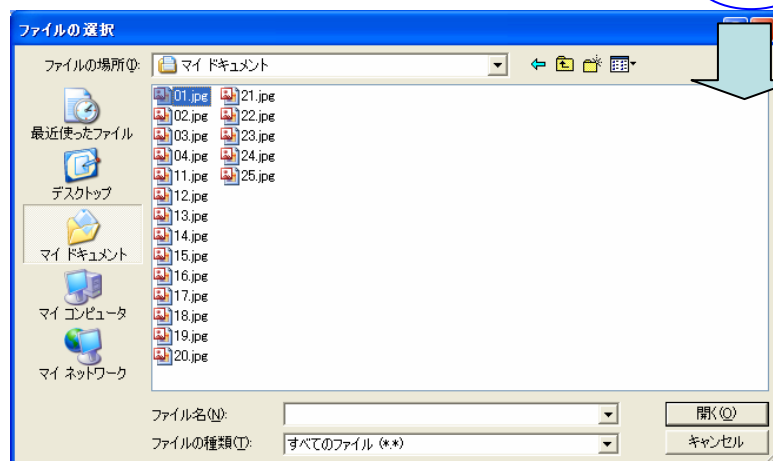 ファイルの選択
ファイルの場所(I):
マイ ドキュメント
最近使ったファイル
デスクトップ
マイ ドキュメント
マイ コンピュータ
マイ ネットワーク
01.jpg
02.jpg
03.jpg
04.jpg
11.jpg
12.jpg
13.jpg
14.jpg
15.jpg
16.jpg
17.jpg
18.jpg
19.jpg
20.jpg
21.jpg
22.jpg
23.jpg
24.jpg
25.jpg
ファイル名(N):
開く(O)
ファイルの種類(T):
すべてのファイル (*.*)
キャンセル